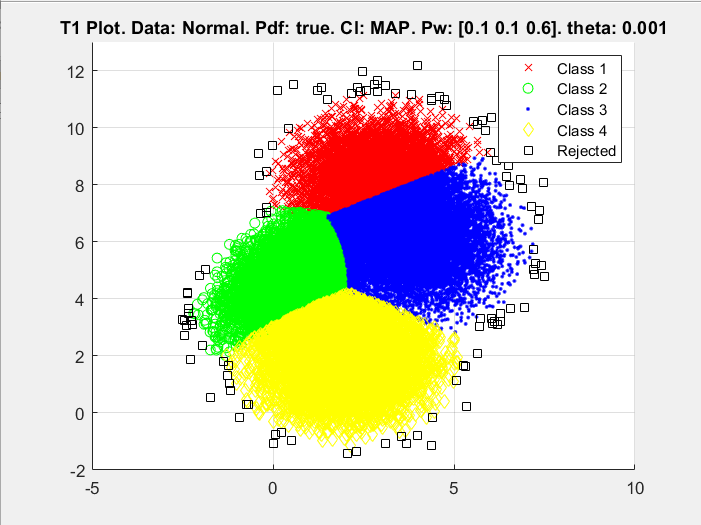 T1 Plot. Data: Normal. Pdf: true. Cl: MAP. Pw: [0.1 0.1 0.6]. theta: 0.001
12
10
8
6
4
2
0
-2
-5
0
5
10
Class 1
Class 2
Class 3
Class 4
Rejected